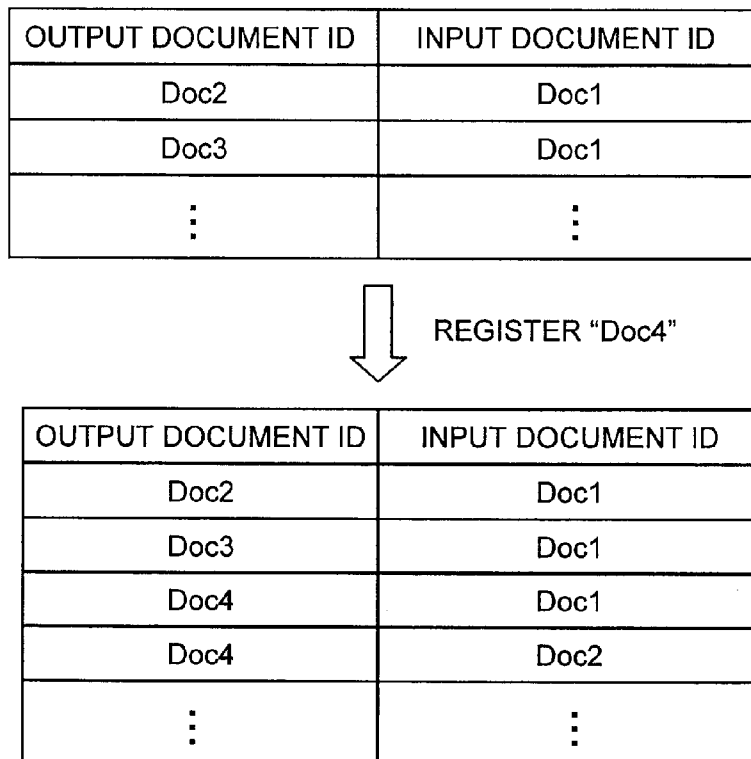 OUTPUT DOCUMENT ID INPUT DOCUMENT ID
Doc2 Doc1
Doc3 Doc1
⋮ ⋮
REGISTER “Doc4”
OUTPUT DOCUMENT ID INPUT DOCUMENT ID
Doc2 Doc1
Doc3 Doc1
Doc4 Doc1
Doc4 Doc2
⋮ ⋮